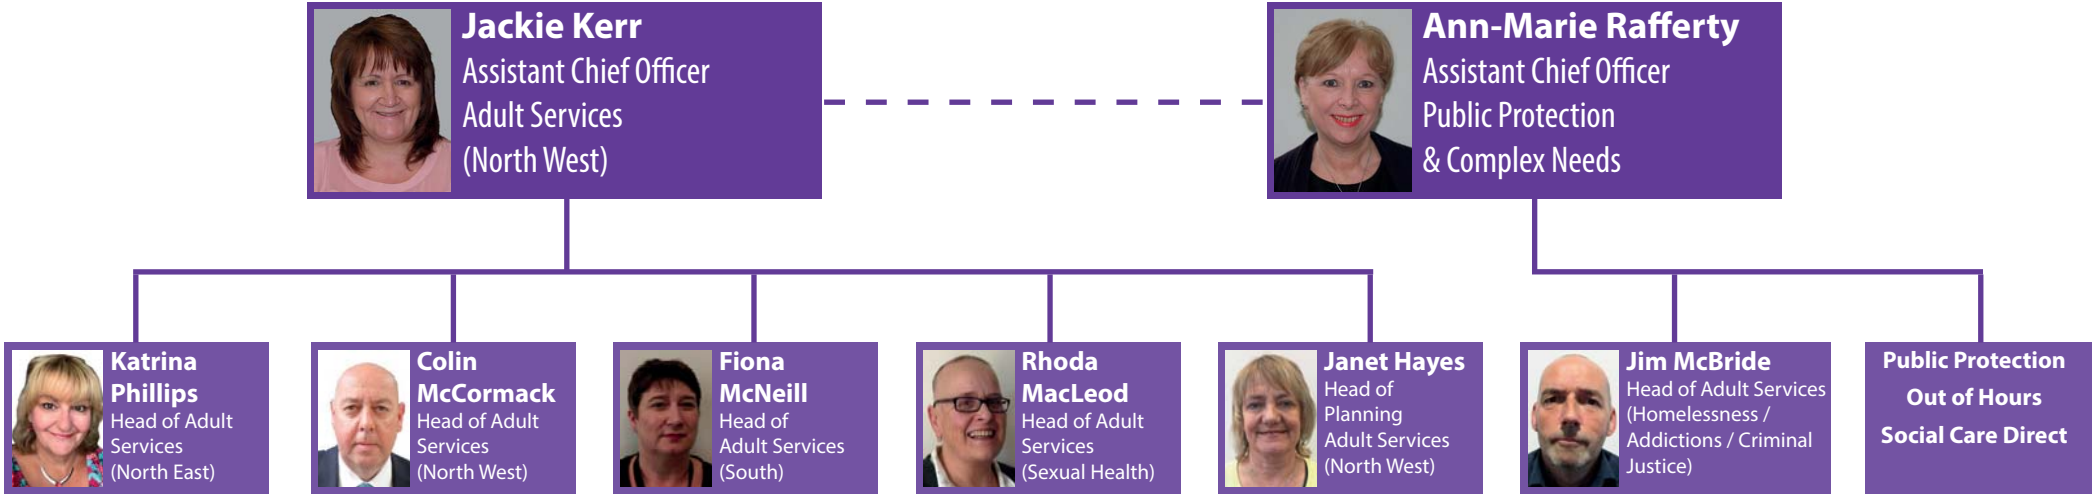 Jackie Kerr
Assistant Chief Officer
Adult Services
(North West)
Ann-Marie Rafferty
Assistant Chief Officer
Public Protection
& Complex Needs
Katrina
Phillips
Head of Adult
Services
(North East)
Colin
McCormack
Head of Adult
Services
(North West)
Fiona
McNeill
Head of
Adult Services
(South)
Rhoda
MacLeod
Head of Adult
Services
(Sexual Health)
Janet Hayes
Head of
Planning
Adult Services
(North West)
Jim McBride
Head of Adult Services
(Homelessness /
Addictions / Criminal
Justice)
Public Protection
Out of Hours
Social Care Direct